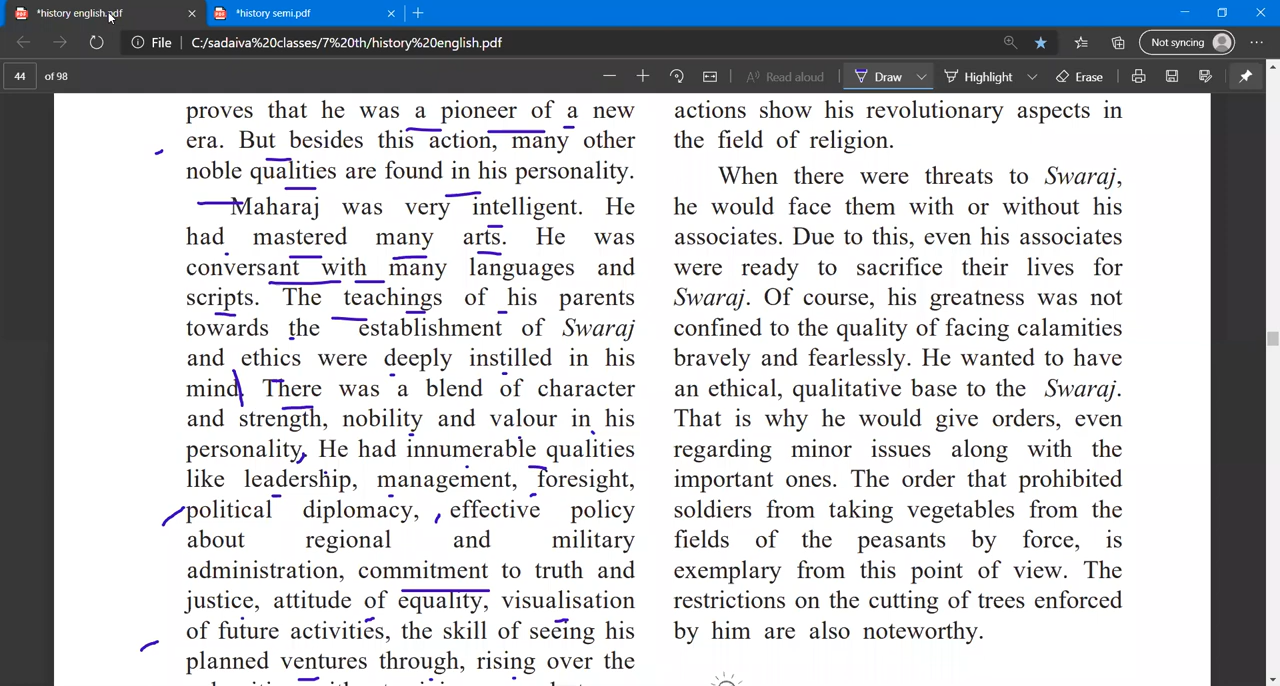 *history english.pdf
*history semi.pdf
File
C:/sadaiva%20classes/7%20th/history%20english.pdf
Not syncing
44 of 98
Read aloud
Draw
Highlight
Erase
proves that he was a pioneer of a new
era. But besides this action, many other
noble qualities are found in his personality.
Maharaj was very intelligent. He
had mastered many arts. He was
conversant with many languages and
scripts. The teachings of his parents
towards the establishment of Swaraj
and ethics were deeply instilled in his
mind. There was a blend of character
and strength, nobility and valour in his
personality. He had innumerable qualities
like leadership, management, foresight,
political diplomacy, effective policy
about regional and military
administration, commitment to truth and
justice, attitude of equality, visualisation
of future activities, the skill of seeing his
planned ventures through, rising over the
actions show his revolutionary aspects in
the field of religion.
When there were threats to Swaraj,
he would face them with or without his
associates. Due to this, even his associates
were ready to sacrifice their lives for
Swaraj. Of course, his greatness was not
confined to the quality of facing calamities
bravely and fearlessly. He wanted to have
an ethical, qualitative base to the Swaraj.
That is why he would give orders, even
regarding minor issues along with the
important ones. The order that prohibited
soldiers from taking vegetables from the
fields of the peasants by force, is
exemplary from this point of view. The
restrictions on the cutting of trees enforced
by him are also noteworthy.